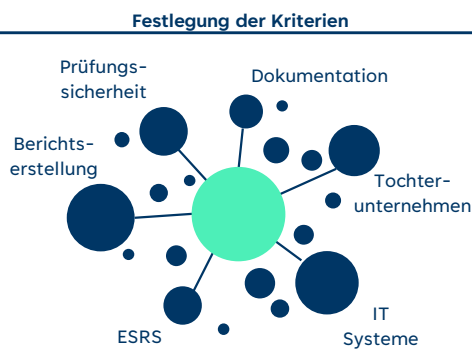 Festlegung der Kriterien
Prüfungs-
sicherheit
Dokumentation
Berichts-
erstellung
Tochter-
unternehmen
ESRS
IT
Systeme